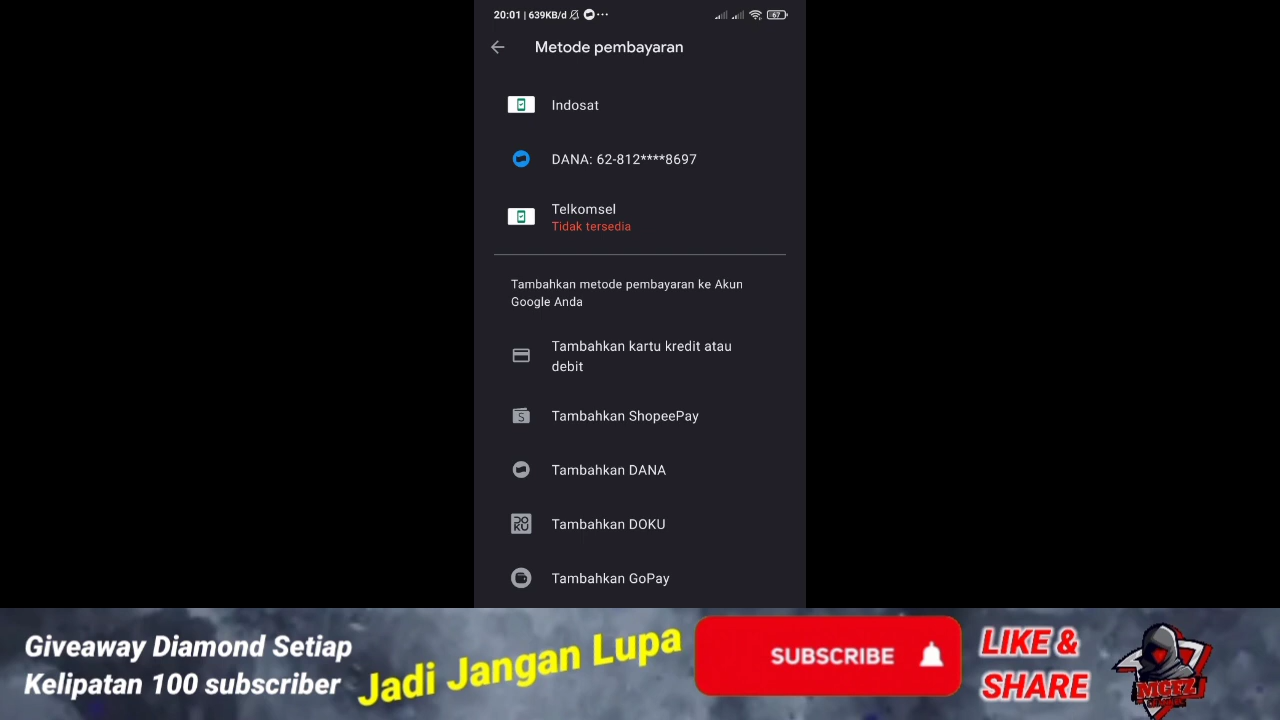 20:01 | 639KB/d
67
Metode pembayaran
Indosat
DANA: 62-812****8697
Telkomsel
Tidak tersedia
Tambahkan metode pembayaran ke Akun
Google Anda
Tambahkan kartu kredit atau
debit
Tambahkan ShopeePay
Tambahkan DANA
DOKU
Tambahkan DOKU
Tambahkan GoPay
Giveaway Diamond Setiap
Kelipatan 100 subscriber
Jadi Jangan Lupa
SUBSCRIBE
LIKE &
SHARE